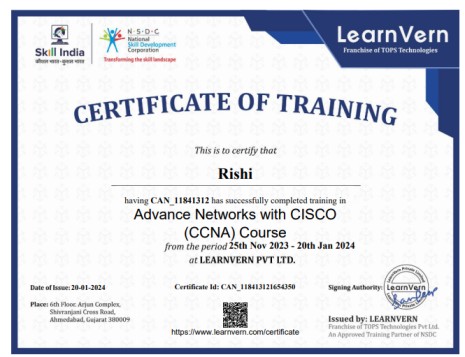 Skill India
कौशल भारत - कुशल भारत
N·S·D·C
National
Skill Development
Corporation
Transforming the skill landscape
LearnVern
Franchise of TOPS Technologies
CERTIFICATE OF TRAINING
This is to certify that
Rishi
having CAN_11841312 has successfully completed training in
Advance Networks with CISCO
(CCNA) Course
from the period 25th Nov 2023 - 20th Jan 2024
at LEARNVERN PVT LTD.
Date of Issue: 20-01-2024
Certificate Id: CAN_118413121654350
Signing Authority:
LearnVern
Place: 6th Floor. Arjun Complex,
Shivranjani Cross Road,
Ahmedabad, Gujarat 380009
https://www.learnvern.com/certificate
Issued by: LEARNVERN
Franchise of TOPS Technologies Pvt Ltd.
An Approved Training Partner of NSDC